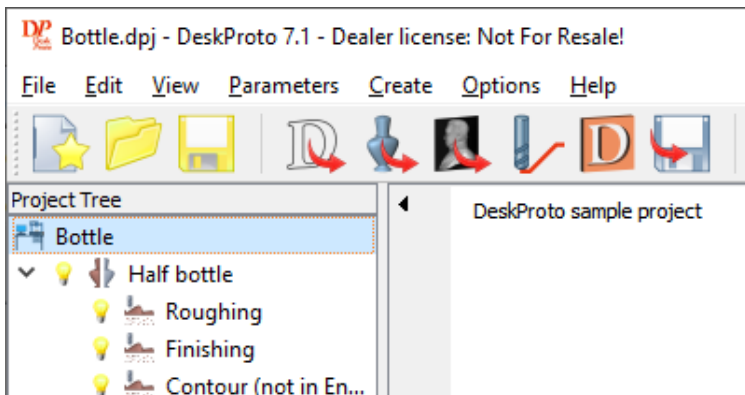 Bottle.dpj - DeskProto 7.1 - Dealer license: Not For Resale!
File Edit View Parameters Create Options Help
Project Tree
DeskProto sample project
Bottle
Half bottle
Roughing
Finishing
Contour (not in En...